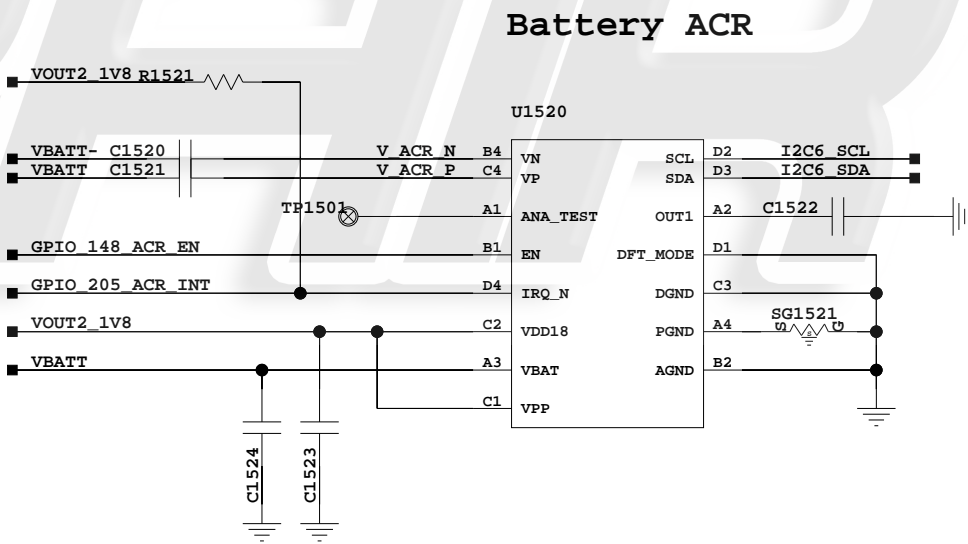 Battery ACR
VOUT2_1V8 R1521
U1520
VBATT- C1520 V_ACR_N B4 VN SCL D2 I2C6_SCL
VBATT C1521 V_ACR_P C4 VP SDA D3 I2C6_SDA
TP1501 A1 ANA_TEST OUT1 A2 C1522
GPIO_148_ACR_EN B1 EN DFT_MODE D1
GPIO_205_ACR_INT D4 IRQ_N DGND C3
SG1521
VOUT2_1V8 C2 VDD18 PGND A4 S S G
VBATT A3 VBAT AGND B2
C1 VPP
C1524 C1523